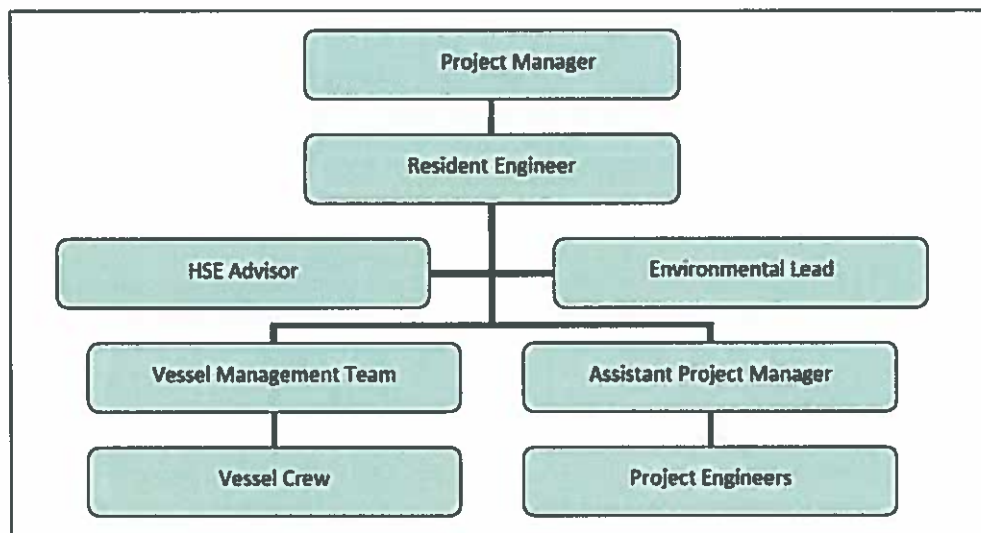 Project Manager
Resident Engineer
HSE Advisor
Environmental Lead
Vessel Management Team
Assistant Project Manager
Vessel Crew
Project Engineers